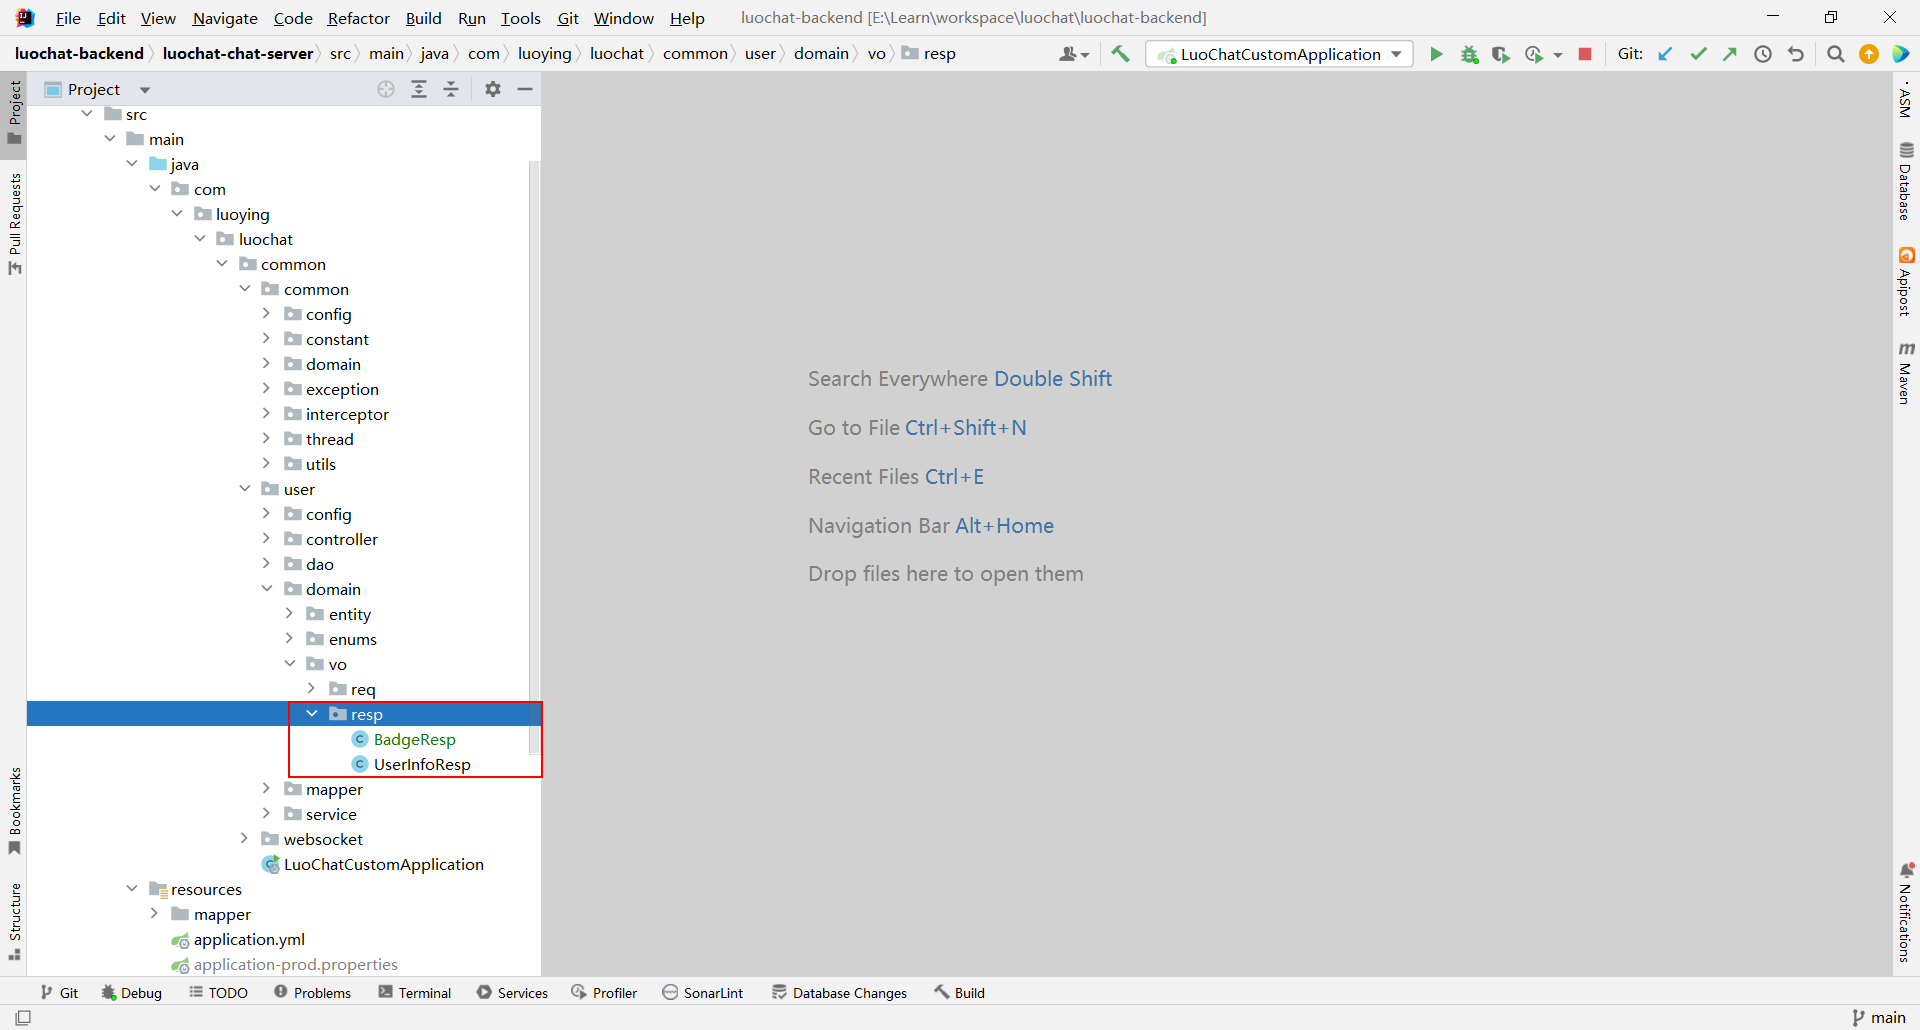 File Edit View Navigate Code Refactor Build Run Tools Git Window Help luochat-backend [E:\Learn\workspace\luochat\luochat-backend]
luochat-backend luochat-chat-server src main java com luoying luochat common user domain vo resp LuoChatCustomApplication Git:
Project
src
main
java
com
luoying
luochat
common
common
config
constant
domain
exception
interceptor
thread
utils
user
config
controller
dao
domain
entity
enums
vo
req
resp
BadgeResp
UserInfoResp
mapper
service
websocket
LuoChatCustomApplication
resources
mapper
application.yml
application-prod.properties
Project
Pull Requests
Bookmarks
Structure
Search Everywhere Double Shift
Go to File Ctrl+Shift+N
Recent Files Ctrl+E
Navigation Bar Alt+Home
Drop files here to open them
ASM
Database
Apipost
Maven
Notifications
Git Debug TODO Problems Terminal Services Profiler SonarLint Database Changes Build
main